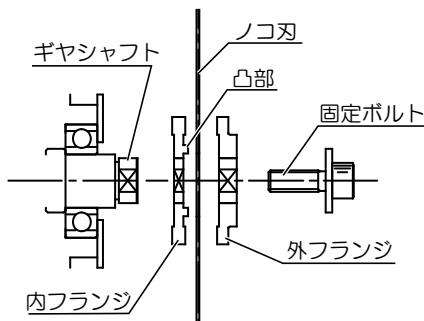 ノコ刃
ギヤシャフト
凸部
固定ボルト
外フランジ
内フランジ